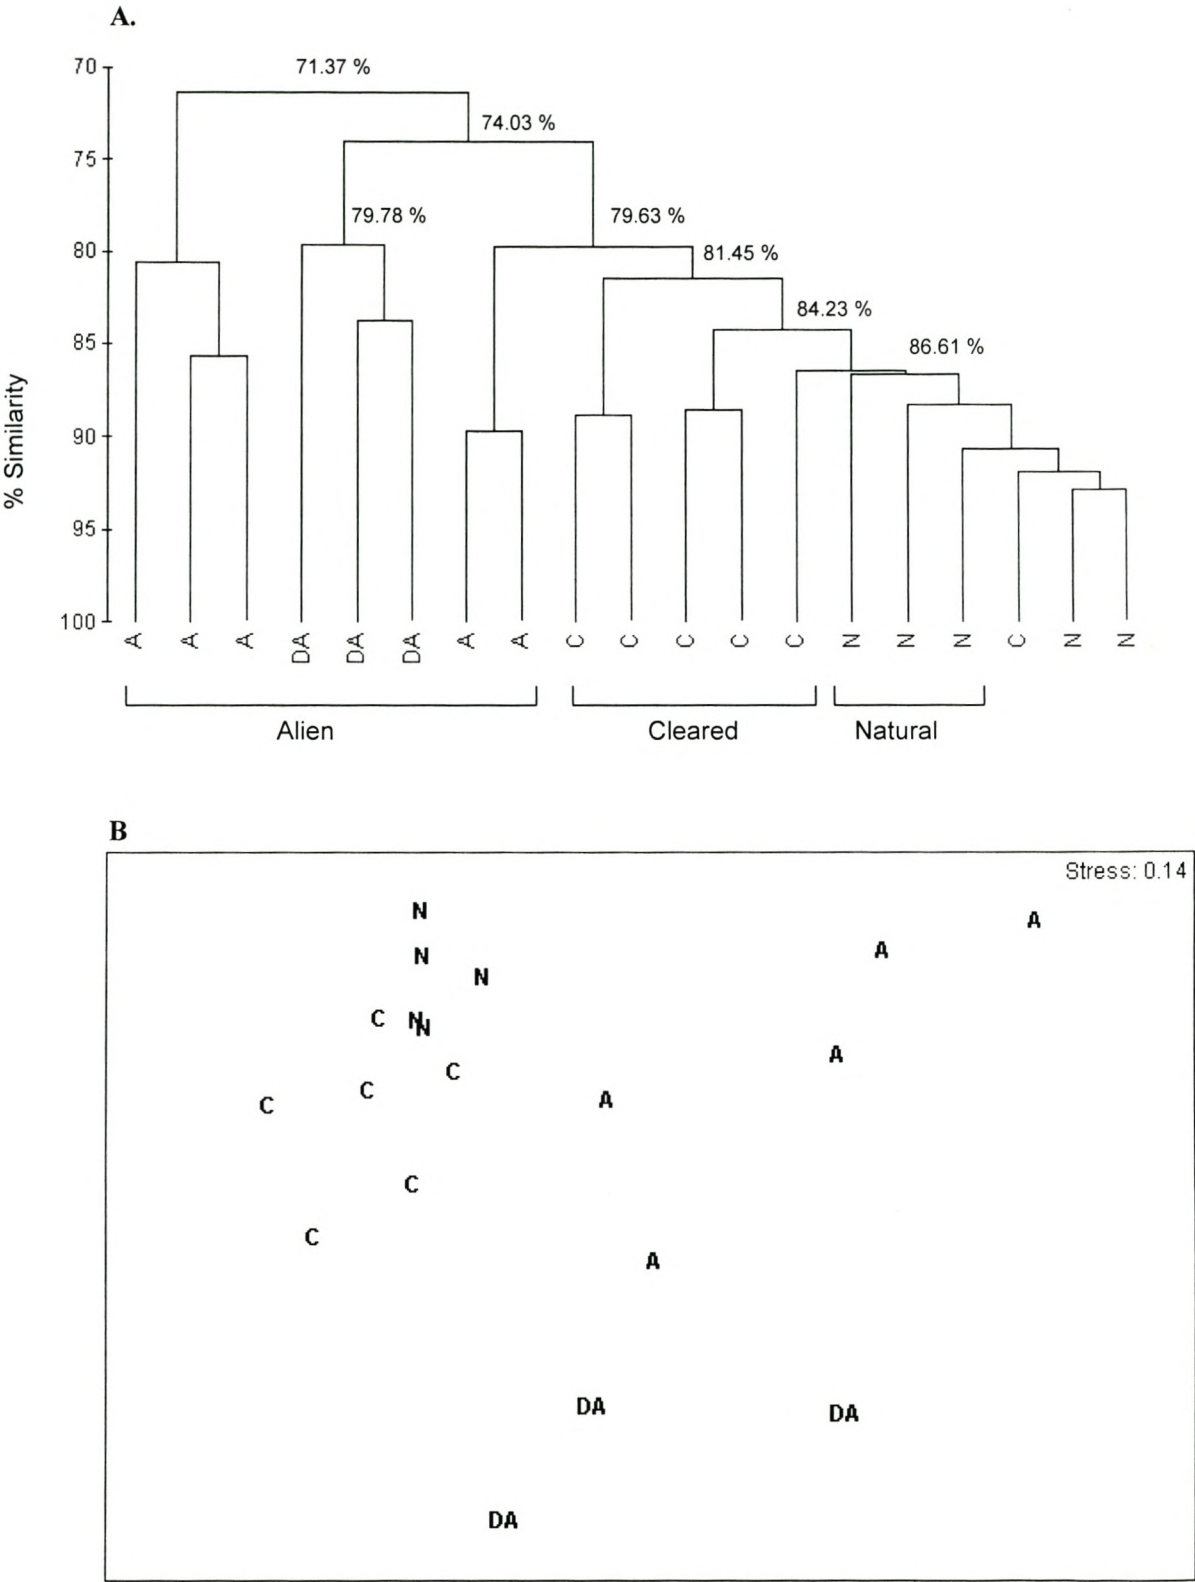 A.
71.37 %
70
74.03 %
75
79.78 %
79.63 %
80
81.45 %
84.23 %
85
86.61 %
90
95
100
% Similarity
A A A DA DA DA A A C C C C C N N N C N N
Alien Cleared Natural
B
Stress: 0.14
N
A
N
A
N
C N N
A
C
C
A
C
C
C
A
DA
DA
DA